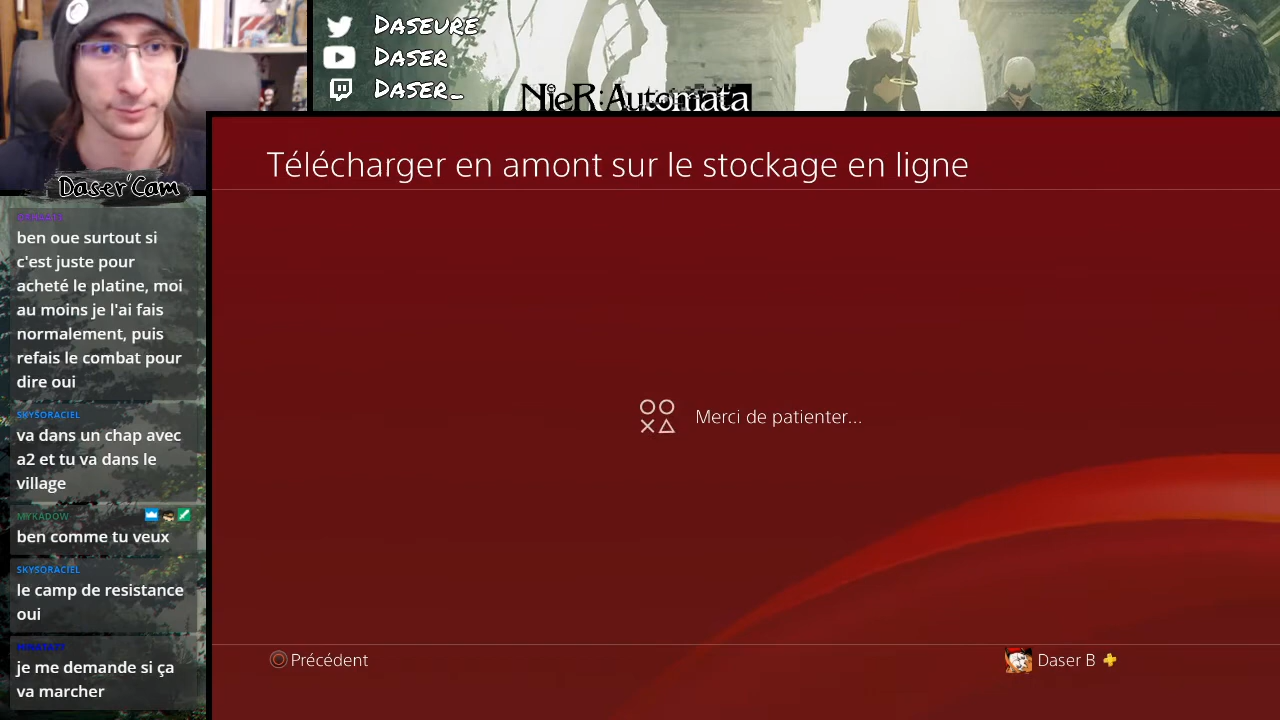 Daseure
Daser
Daser_
NieR:Automata
Télécharger en amont sur le stockage en ligne
Daser'Cam
ben oue surtout si
c'est juste pour
acheté le platine, moi
au moins je l'ai fais
normalement, puis
refais le combat pour
dire oui
SKYSORACIEL
va dans un chap avec
a2 et tu va dans le
village
MYKADOW
ben comme tu veux
SKYSORACIEL
le camp de resistance
oui
je me demande si ça
va marcher
Merci de patienter...
Précédent
Daser B